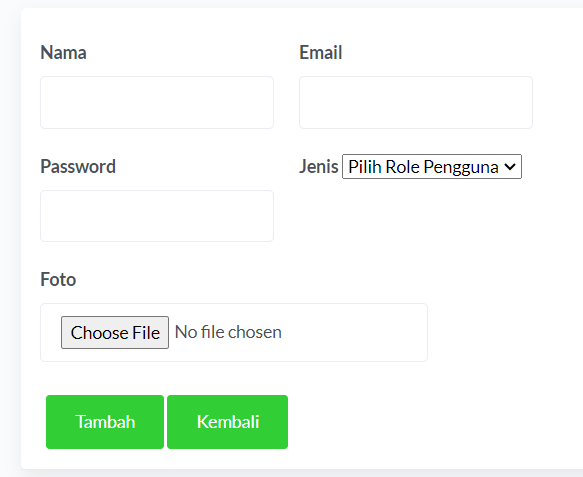 Nama Email
Password Jenis Pilih Role Pengguna
Foto
Choose File No file chosen
Tambah Kembali